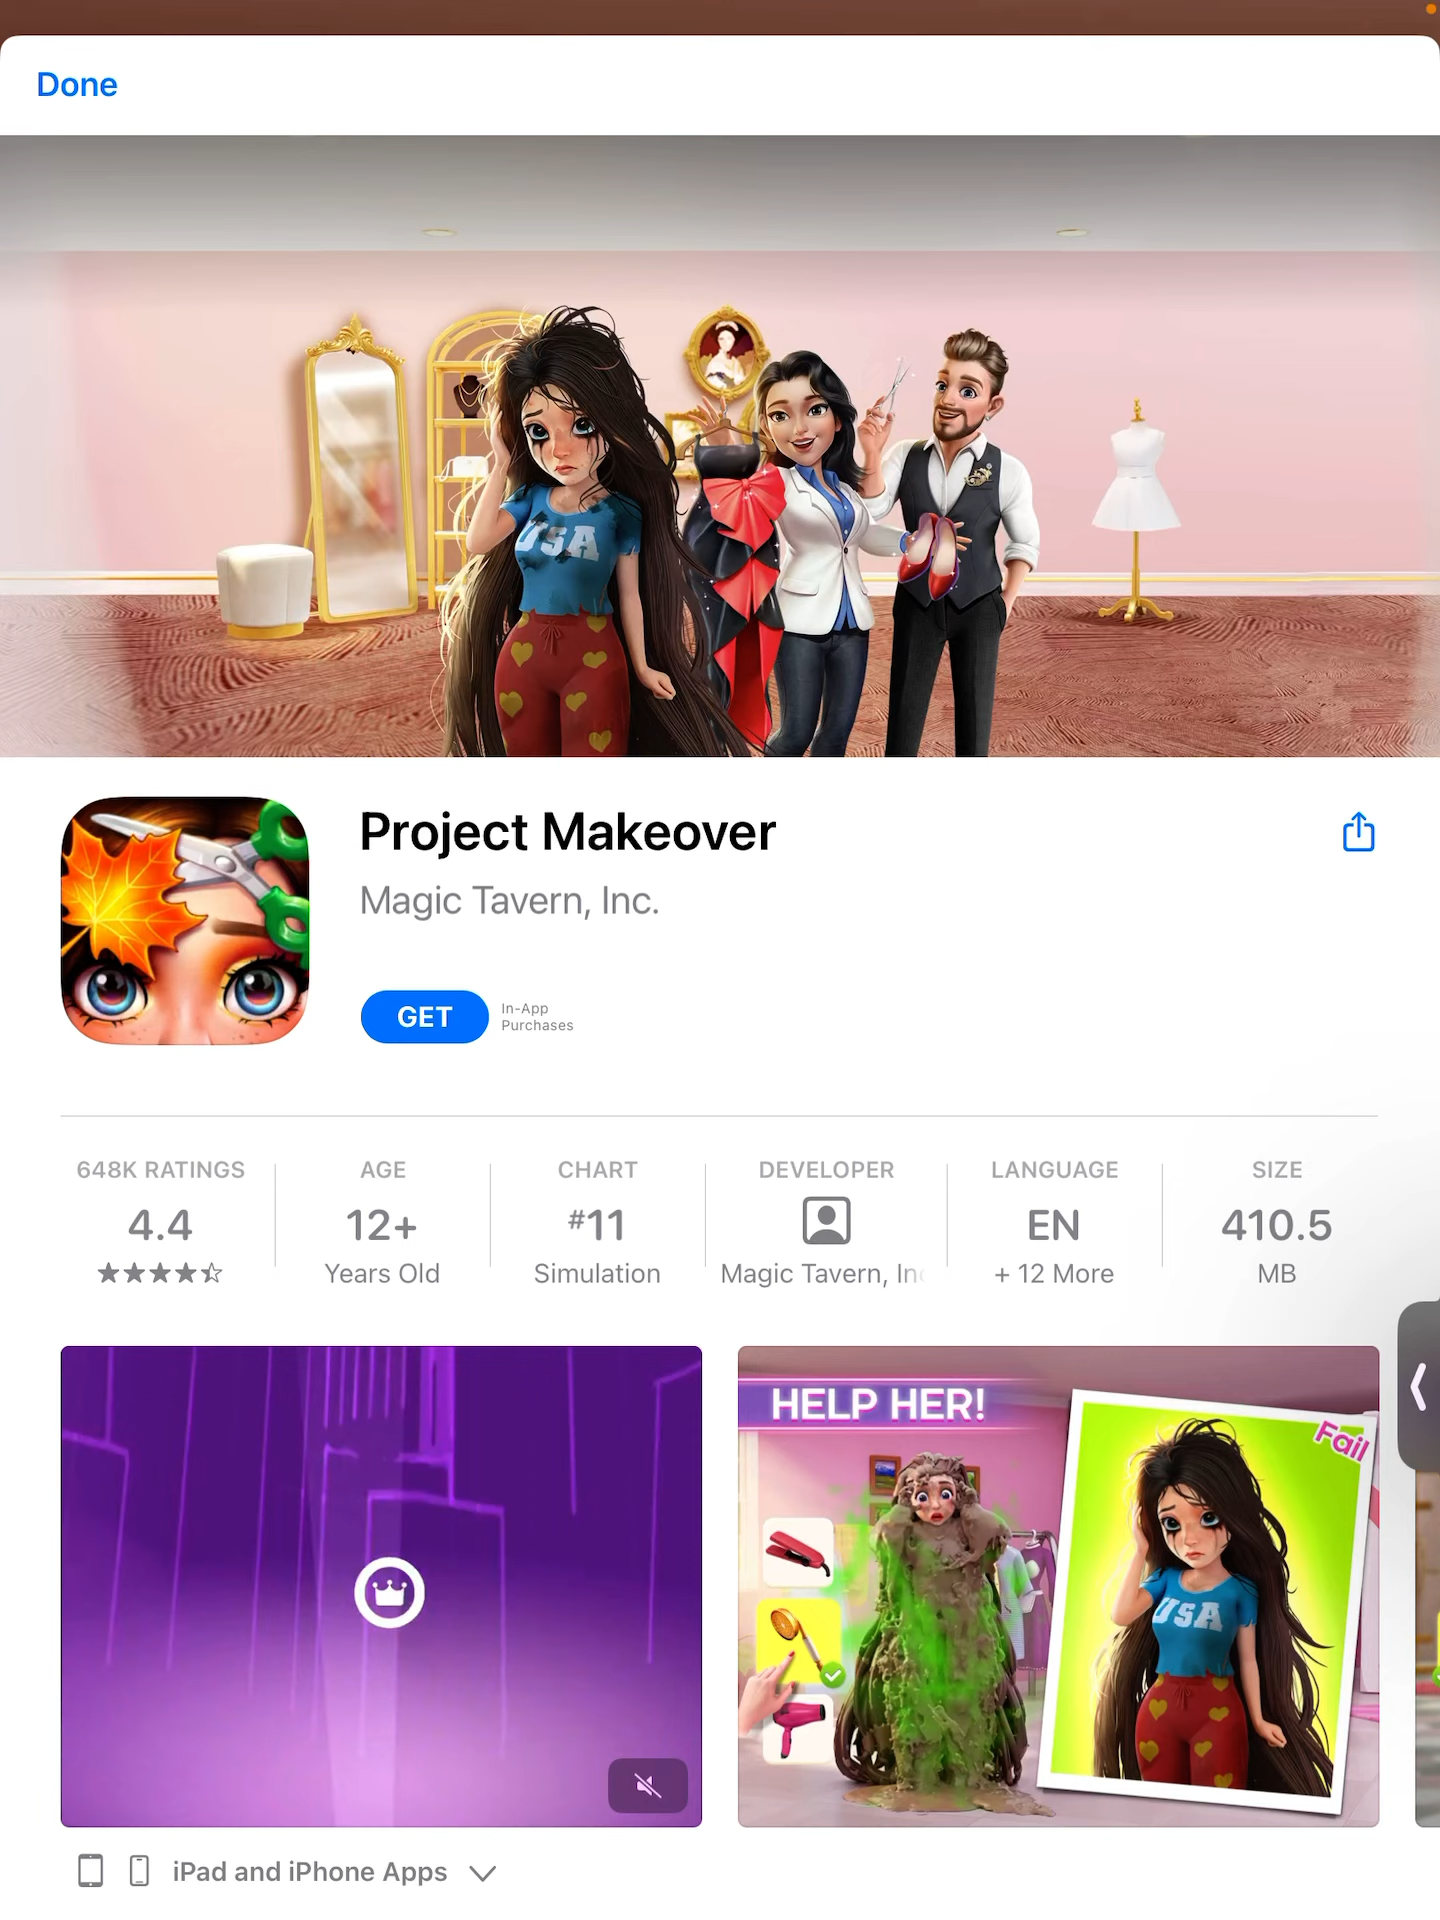 Done
USA
Project Makeover
Magic Tavern, Inc.
GET
In-App
Purchases
648K RATINGS
4.4
AGE
12+
Years Old
CHART
#11
Simulation
DEVELOPER
Magic Tavern, Inc
LANGUAGE
EN
+ 12 More
SIZE
410.5
MB
HELP HER!
Fail
USA
iPad and iPhone Apps